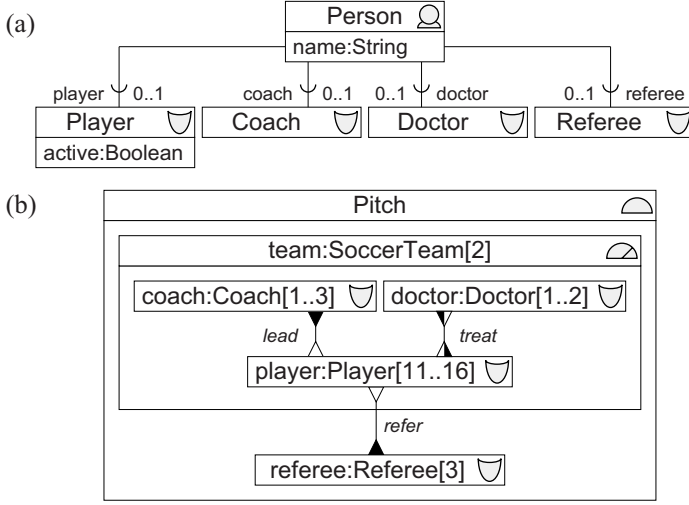 (a)
Person
name:String
player 0..1 coach 0..1 0..1 doctor 0..1 referee
Player Coach Doctor Referee
active:Boolean
(b)
Pitch
team:SoccerTeam[2]
coach:Coach[1..3] doctor:Doctor[1..2]
lead treat
player:Player[11..16]
refer
referee:Referee[3]